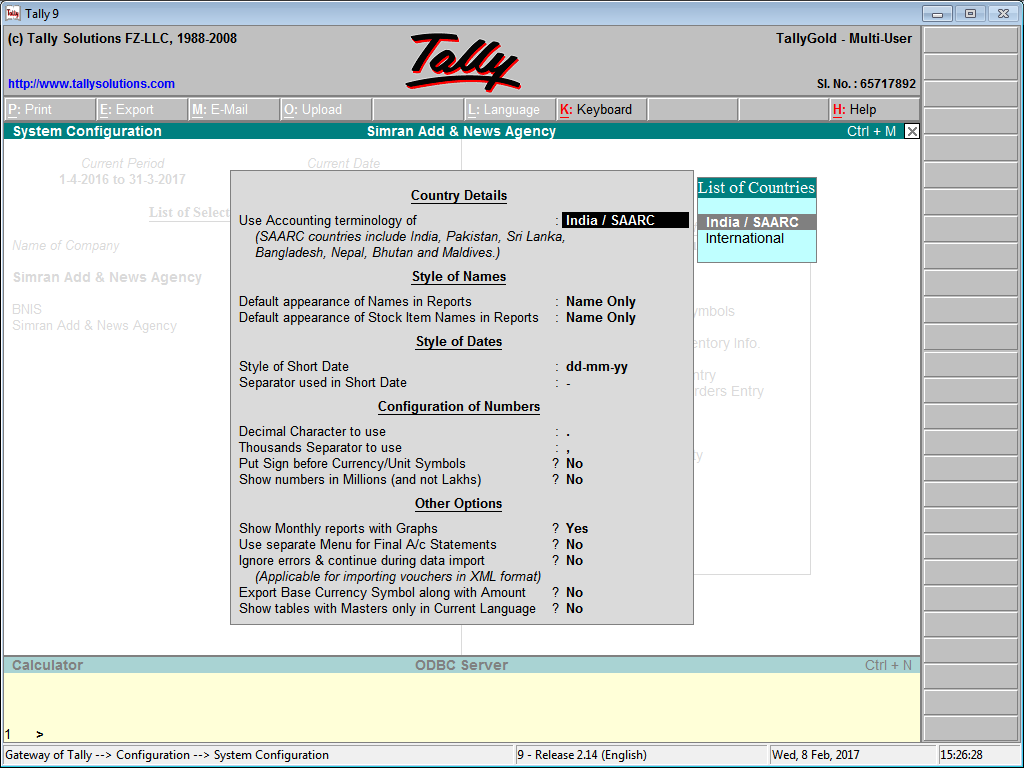 Tally 9
(c) Tally Solutions FZ-LLC, 1988-2008
TallyGold - Multi-User
Tally
http://www.tallysolutions.com
Sl. No. : 65717892
P: Print E: Export M: E-Mail O: Upload L: Language K: Keyboard H: Help
System Configuration Simran Add & News Agency Ctrl + M
Current Period Current Date
1-4-2016 to 31-3-2017
List of Select
Name of Company
Simran Add & News Agency
BNIS
Simran Add & News Agency
Country Details
Use Accounting terminology of : India / SAARC
(SAARC countries include India, Pakistan, Sri Lanka,
Bangladesh, Nepal, Bhutan and Maldives.)
Style of Names
Default appearance of Names in Reports : Name Only
Default appearance of Stock Item Names in Reports : Name Only
Style of Dates
Style of Short Date : dd-mm-yy
Separator used in Short Date : -
Configuration of Numbers
Decimal Character to use : .
Thousands Separator to use : ,
Put Sign before Currency/Unit Symbols ? No
Show numbers in Millions (and not Lakhs) ? No
Other Options
Show Monthly reports with Graphs ? Yes
Use separate Menu for Final A/c Statements ? No
Ignore errors & continue during data import ? No
(Applicable for importing vouchers in XML format)
Export Base Currency Symbol along with Amount ? No
Show tables with Masters only in Current Language ? No
List of Countries
India / SAARC
International
ymbols
entory Info.
ntry
rders Entry
y
Calculator ODBC Server Ctrl + N
1 >
Gateway of Tally --> Configuration --> System Configuration 9 - Release 2.14 (English) Wed, 8 Feb, 2017 15:26:28